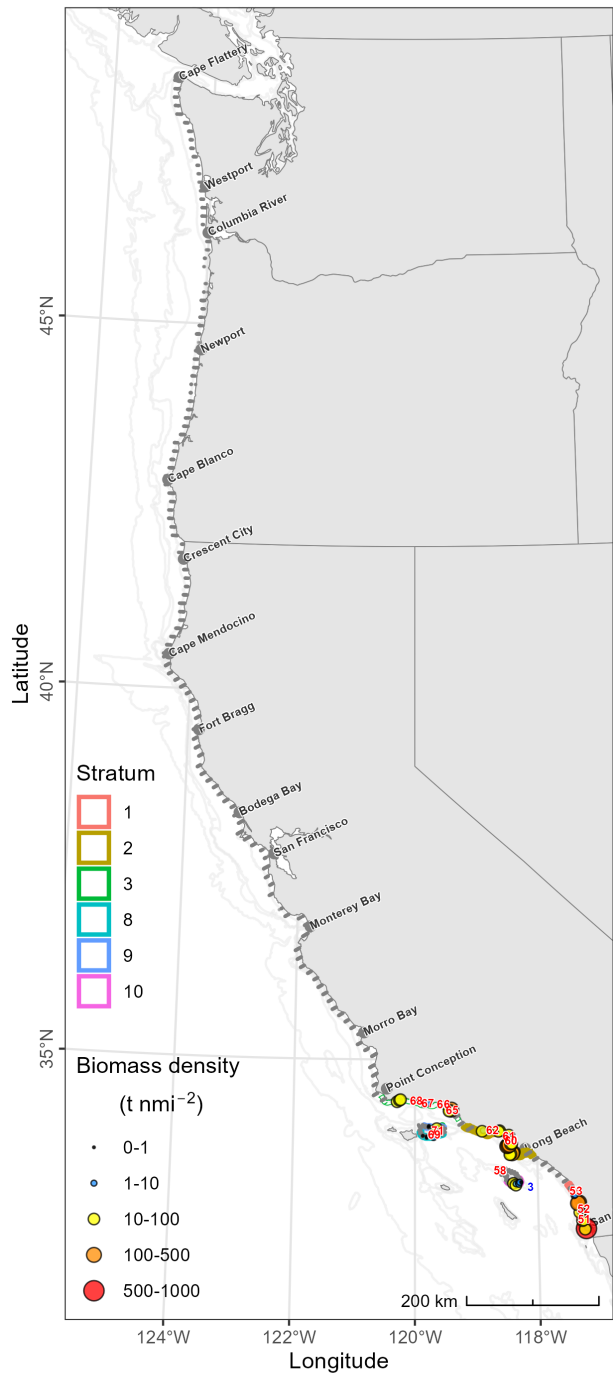 Cape Flattery
Westport
Columbia River
45°N
Newport
Cape Blanco
Crescent City
Cape Mendocino
Latitude
40°N
Fort Bragg
Stratum
1
2
3
8
9
10
Bodega Bay
San Francisco
Monterey Bay
Morro Bay
35°N
Point Conception
Biomass density
(t nmi⁻²)
0-1
1-10
10-100
100-500
500-1000
68
67
66
65
62
61
60
Long Beach
69
58
3
53
52
51
San
200 km
124°W
122°W
120°W
118°W
Longitude